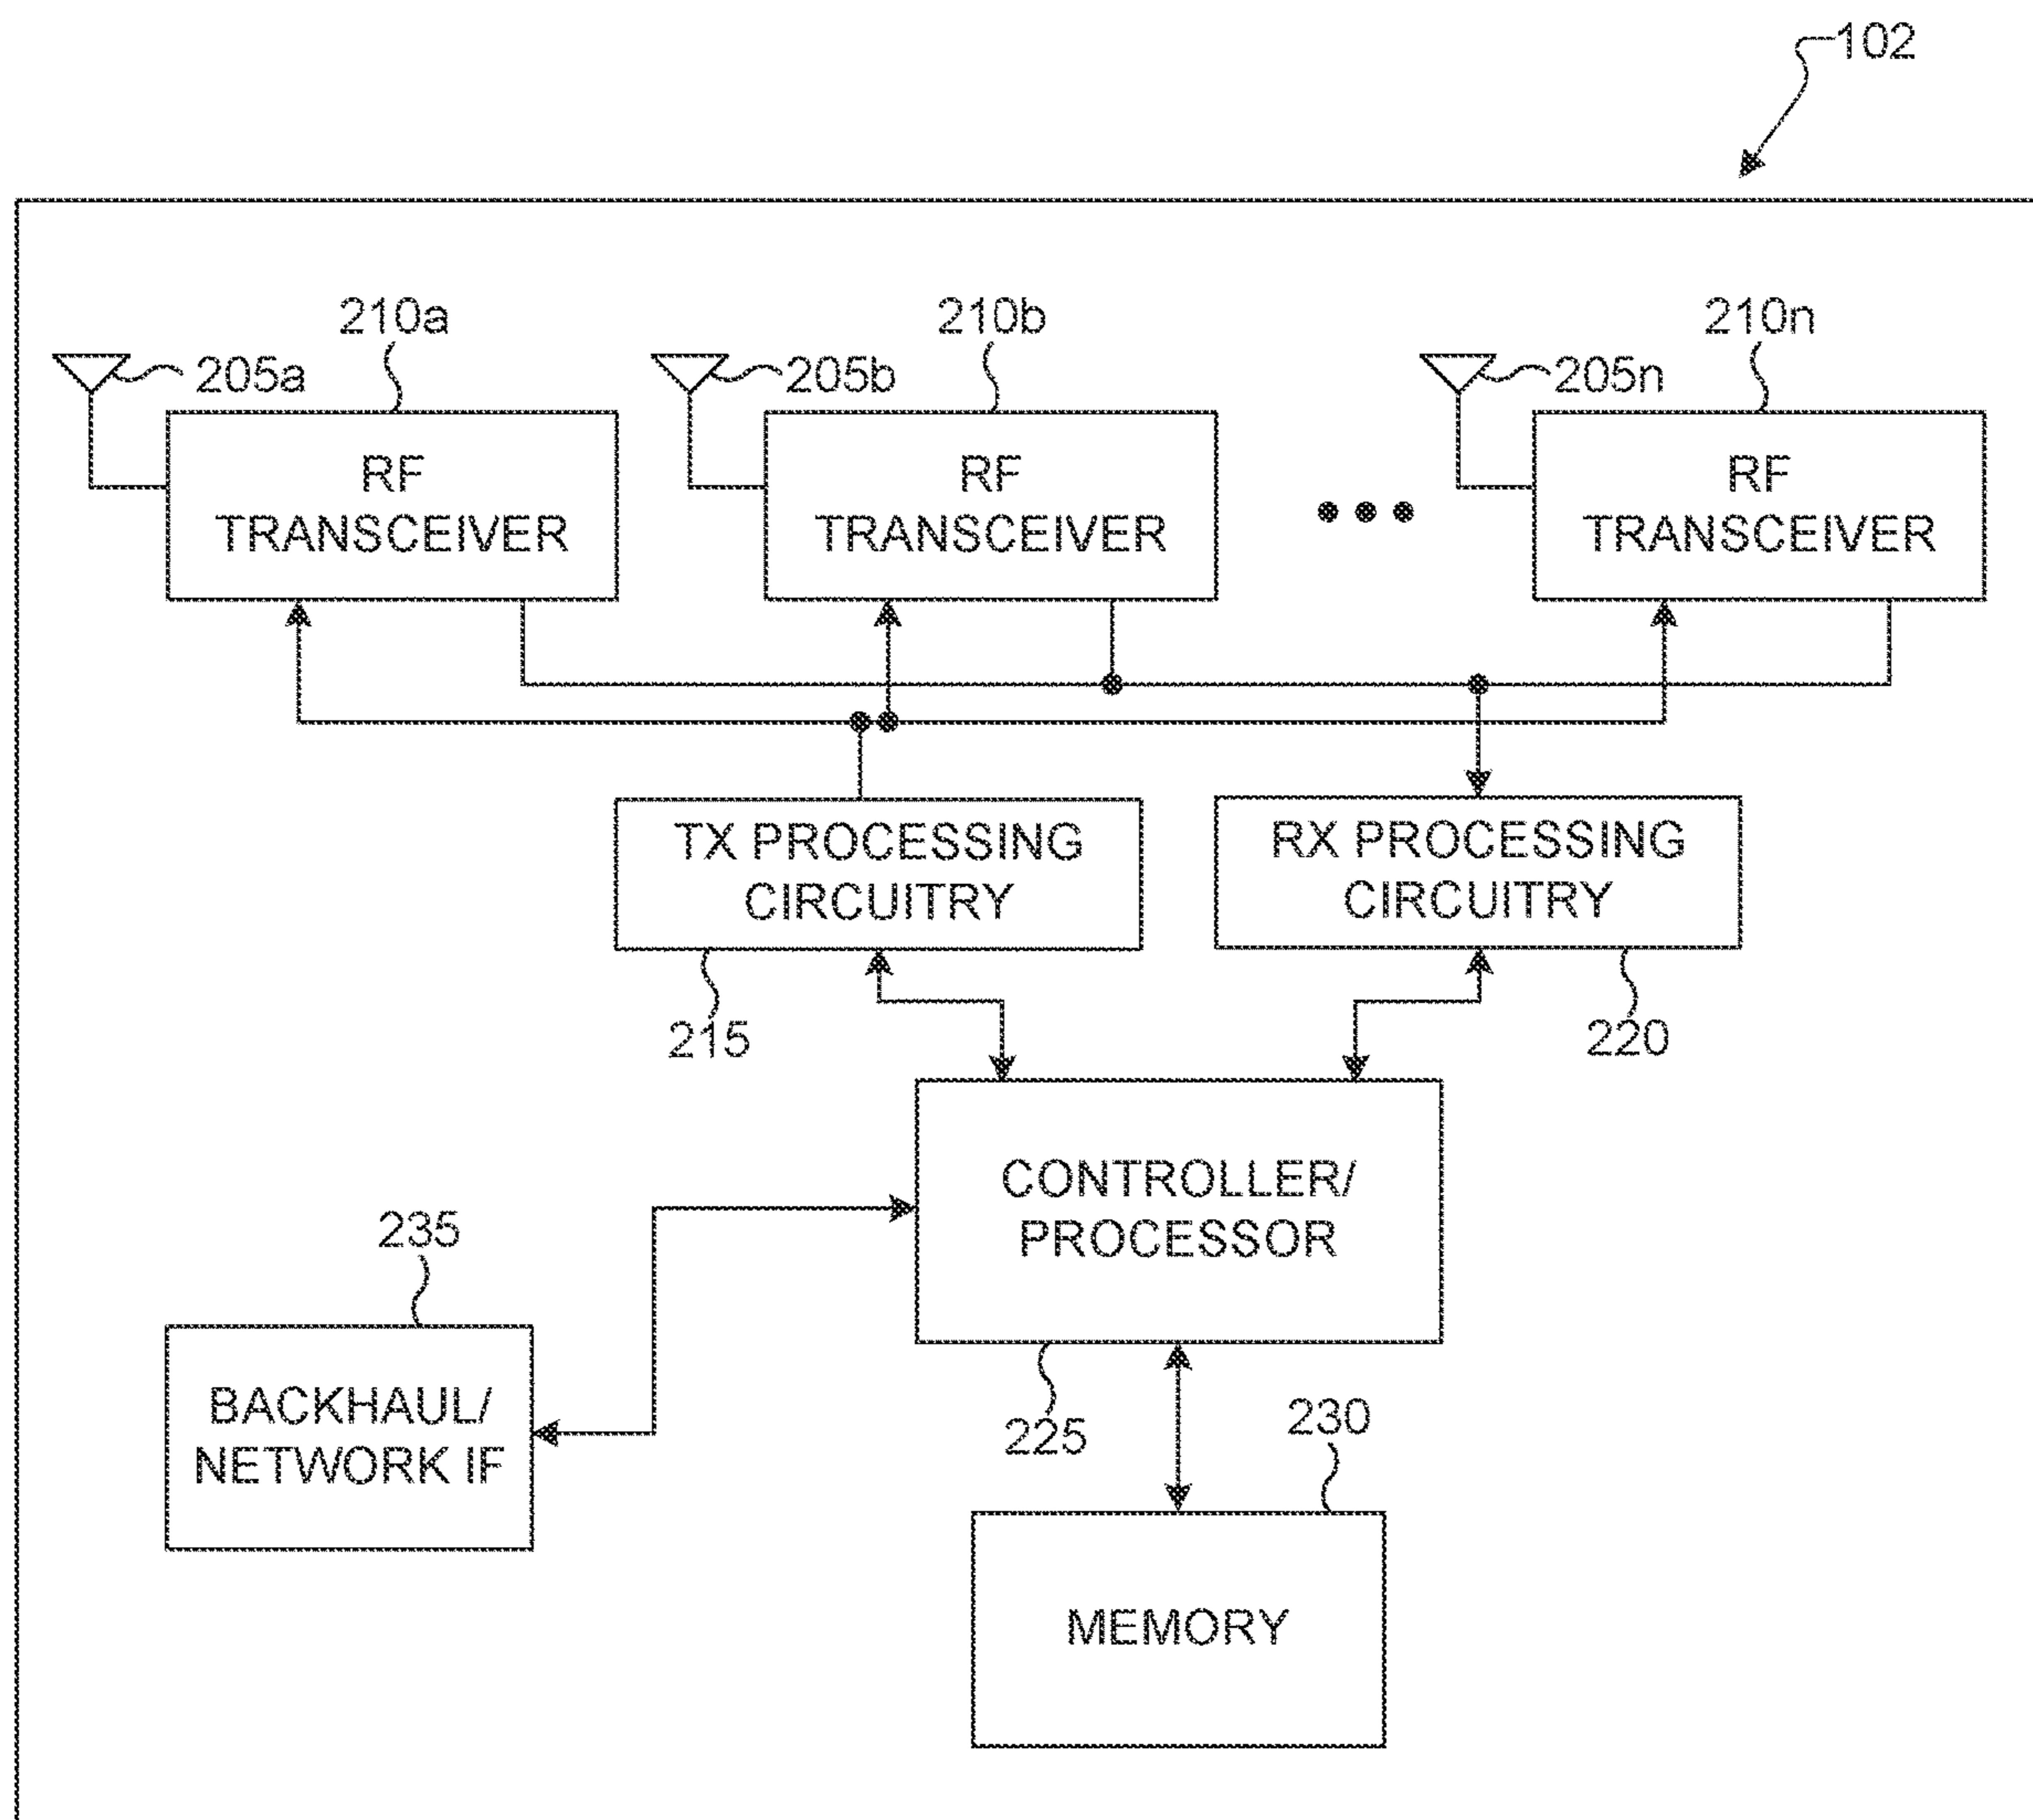 102
210a
210b
210n
205a
205b
205n
RF
TRANSCEIVER
RF
TRANSCEIVER
RF
TRANSCEIVER
TX PROCESSING
CIRCUITRY
RX PROCESSING
CIRCUITRY
215
220
CONTROLLER/
PROCESSOR
235
BACKHAUL/
NETWORK IF
225
230
MEMORY